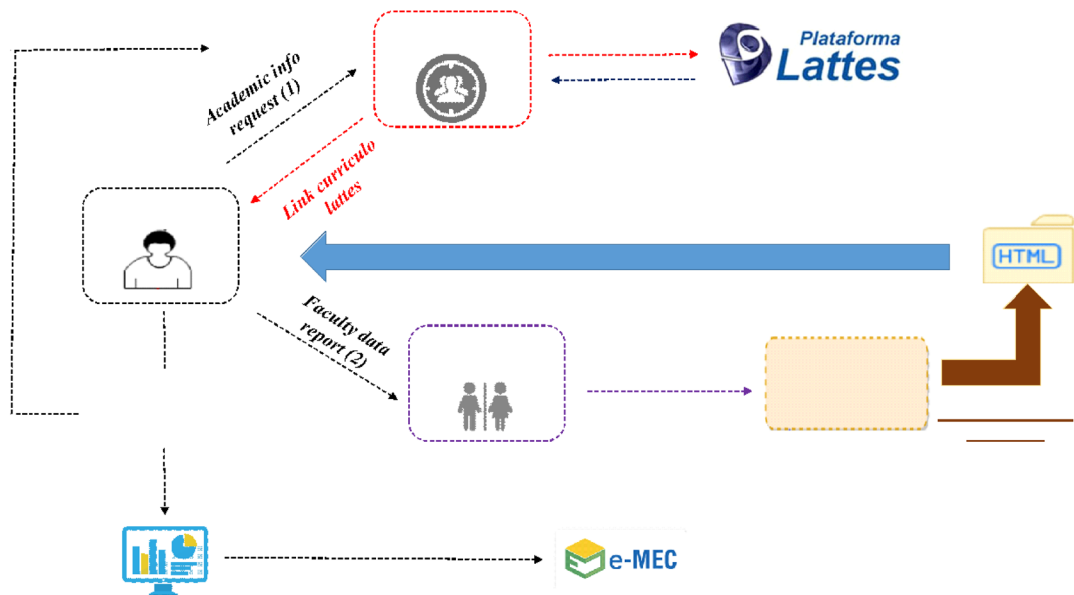 Plataforma
Lattes
Academic info
request (1)
Link curriculo
lattes
HTML
Faculty data
report (2)
e-MEC